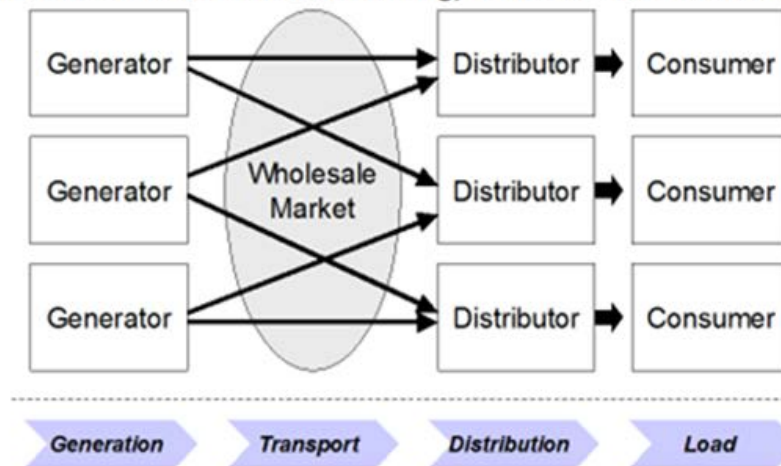 Generator
Distributor
Consumer
Generator
Wholesale
Market
Distributor
Consumer
Generator
Distributor
Consumer
Generation
Transport
Distribution
Load